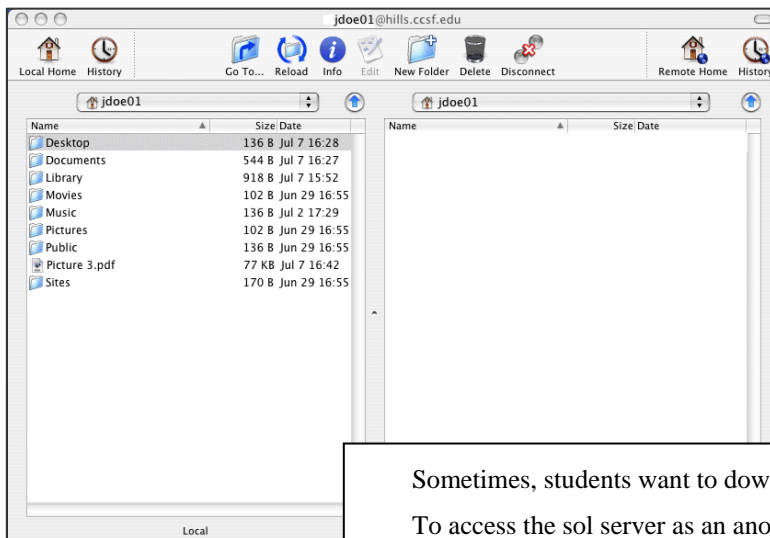 jdoe01@hills.ccsf.edu
Local Home History Go To... Reload Info Edit New Folder Delete Disconnect Remote Home History
jdoe01 jdoe01
Name Size Date Name Size Date
Desktop 136 B Jul 7 16:28
Documents 544 B Jul 7 16:27
Library 918 B Jul 7 15:52
Movies 102 B Jun 29 16:55
Music 136 B Jul 2 17:29
Pictures 102 B Jun 29 16:55
Public 136 B Jun 29 16:55
Picture 3.pdf 77 KB Jul 7 16:42
Sites 170 B Jun 29 16:55
Local
Sometimes, students want to dow
To access the sol server as an ano